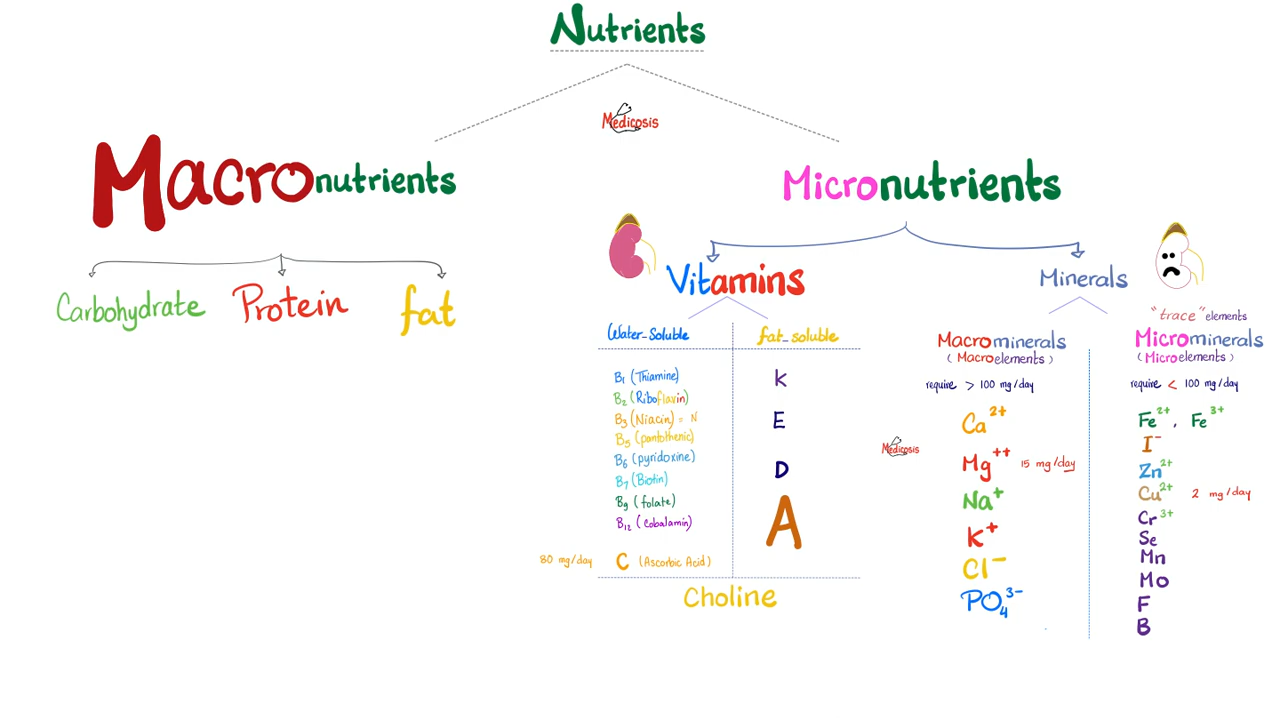 Nutrients
Medicosis
Macronutrients
Carbohydrate
Protein
fat
Micronutrients
Vitamins
Water-Soluble
B₁ (Thiamine)
B₂ (Riboflavin)
B₃ (Niacin) = N
B₅ (pantothenic)
B₆ (pyridoxine)
B₇ (Biotin)
B₉ (folate)
B₁₂ (Cobalamin)
80 mg/day C (Ascorbic Acid)
fat-soluble
K
E
D
A
Choline
Minerals
Macrominerals
(Macroelements)
require > 100 mg/day
Ca²⁺
Medicosis
Mg⁺⁺ 15 mg/day
Na⁺
K⁺
Cl⁻
PO₄³⁻
"trace" elements
Microminerals
(Microelements)
require < 100 mg/day
Fe²⁺, Fe³⁺
I⁻
Zn²⁺
Cu²⁺ 2 mg/day
Cr³⁺
Se
Mn
Mo
F
B